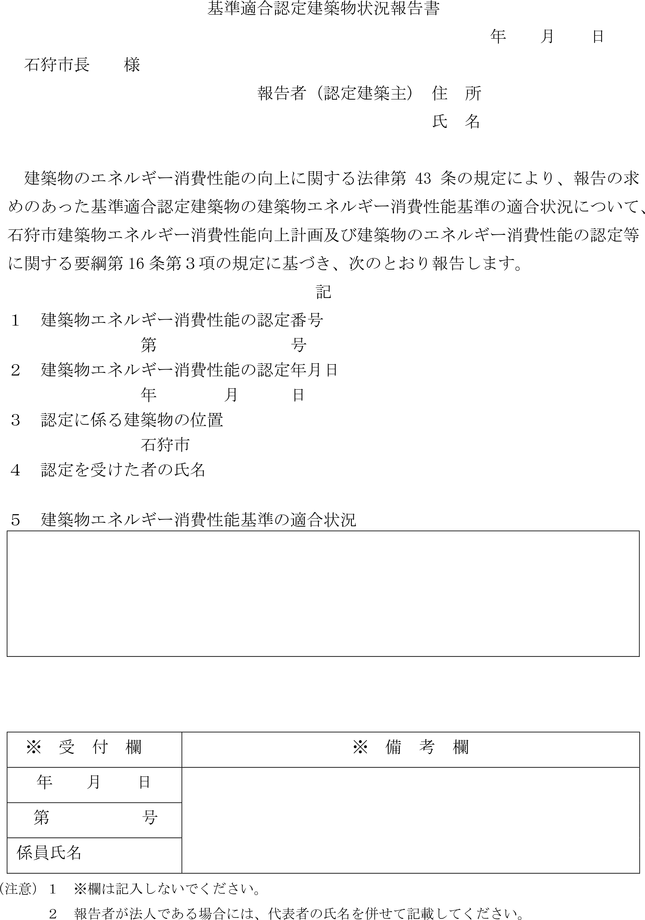 基準適合認定建築物状況報告書
年　　月　　日
石狩市長　　様
報告者（認定建築主）　住　所
氏　名
建築物のエネルギー消費性能の向上に関する法律第 43 条の規定により、報告の求
めのあった基準適合認定建築物の建築物エネルギー消費性能基準の適合状況について、
石狩市建築物エネルギー消費性能向上計画及び建築物のエネルギー消費性能の認定等
に関する要綱第 16 条第３項の規定に基づき、次のとおり報告します。
記
１　建築物エネルギー消費性能の認定番号
第　　　　　　　　号
２　建築物エネルギー消費性能の認定年月日
年　　　　月　　　日
３　認定に係る建築物の位置
石狩市
４　認定を受けた者の氏名
５　建築物エネルギー消費性能基準の適合状況
※　受　付　欄　　※　備　考　欄
年　　月　　日
第　　　　　号
係員氏名
（注意）１　※欄は記入しないでください。
２　報告者が法人である場合には、代表者の氏名を併せて記載してください。